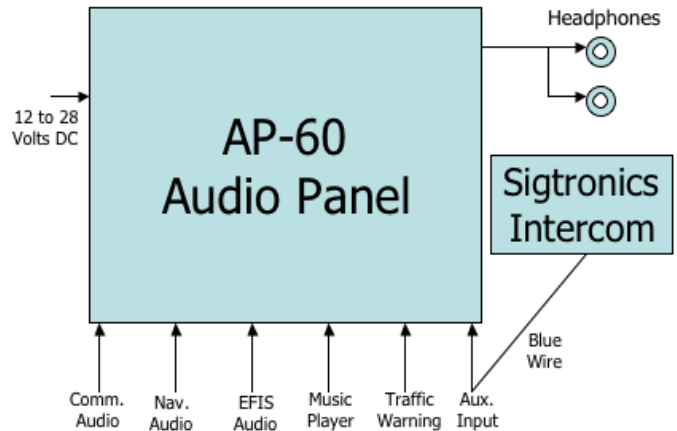 Headphones
12 to 28
Volts DC
AP-60
Audio Panel
Sigtronics
Intercom
Blue
Wire
Comm.
Audio
Nav.
Audio
EFIS
Audio
Music
Player
Traffic
Warning
Aux.
Input